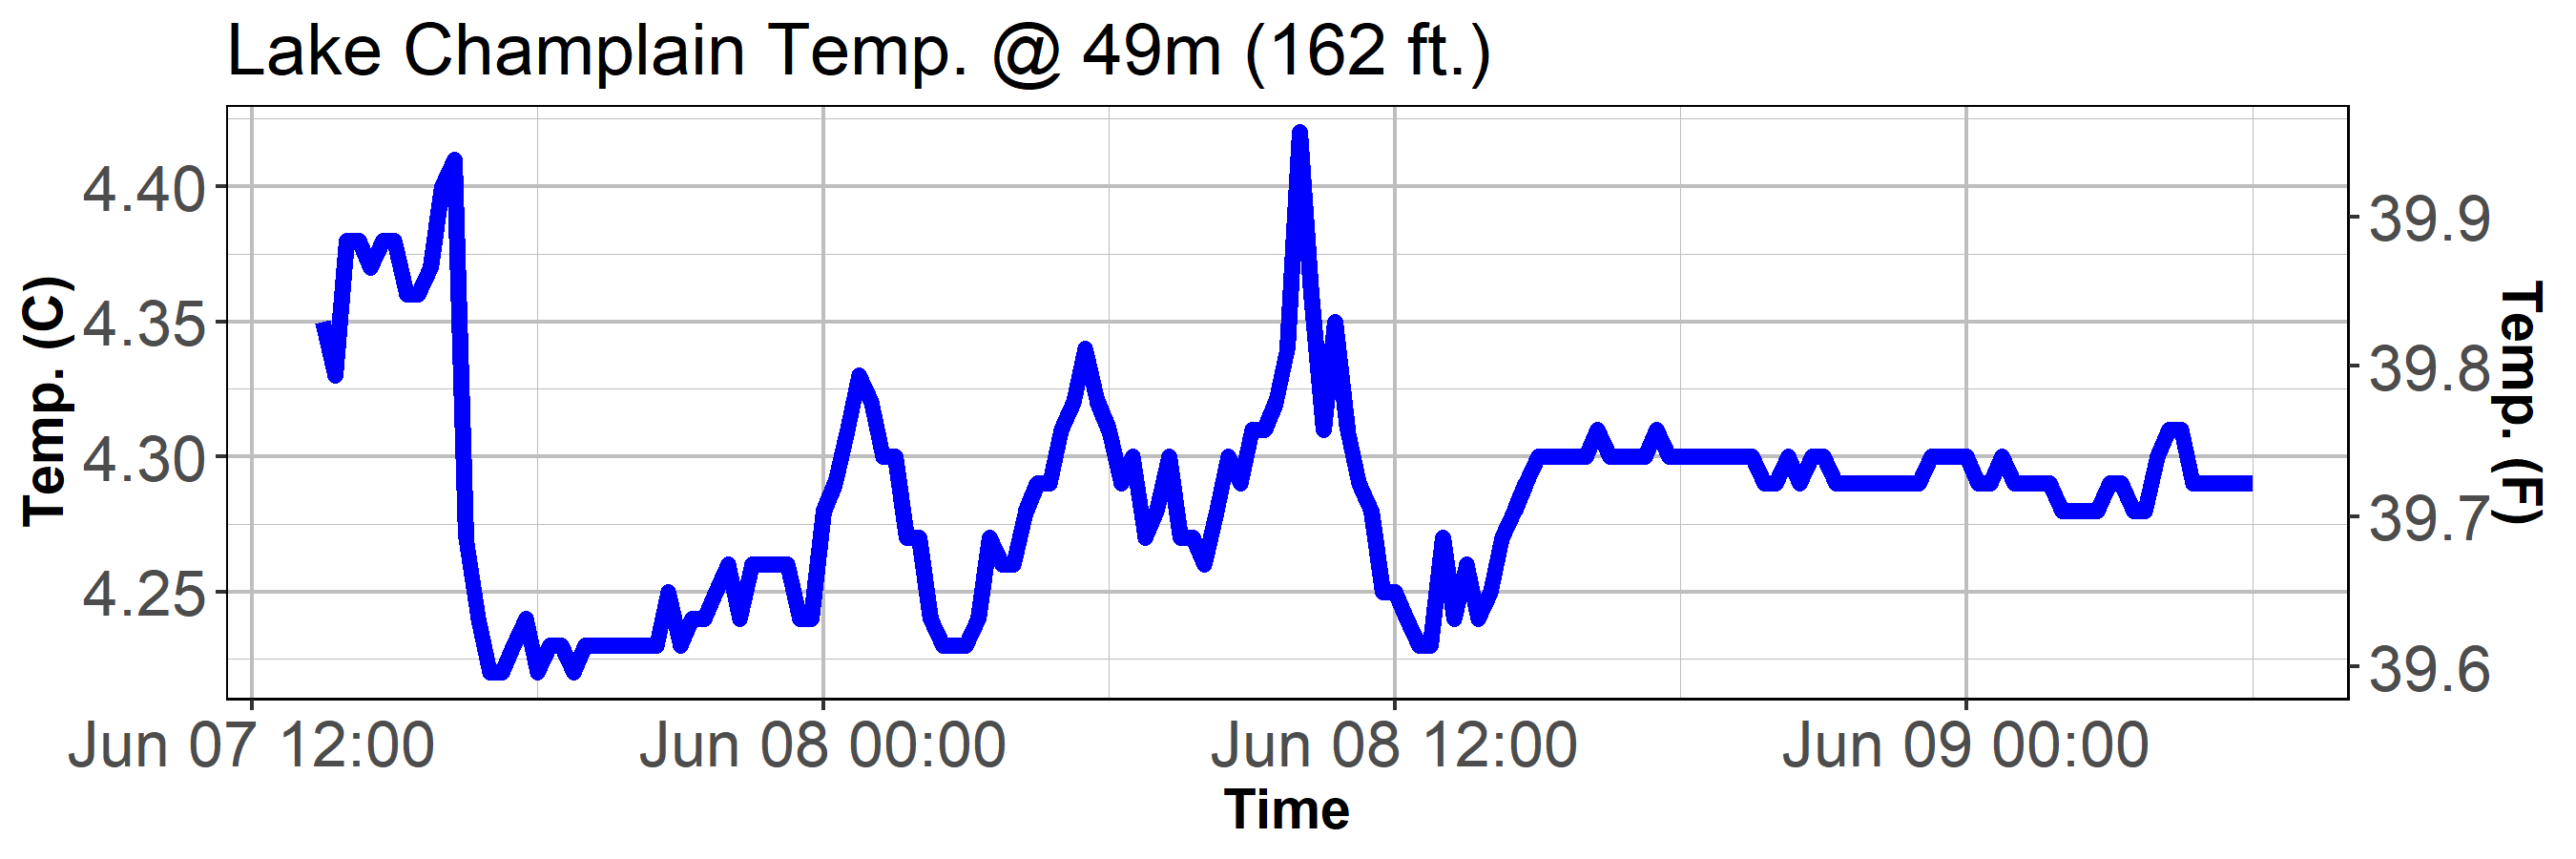 Lake Champlain Temp. @ 49m (162 ft.)
Temp. (C)
4.40
4.35
4.30
4.25
39.9
39.8
39.7
39.6
Temp. (F)
Jun 07 12:00
Jun 08 00:00
Jun 08 12:00
Jun 09 00:00
Time